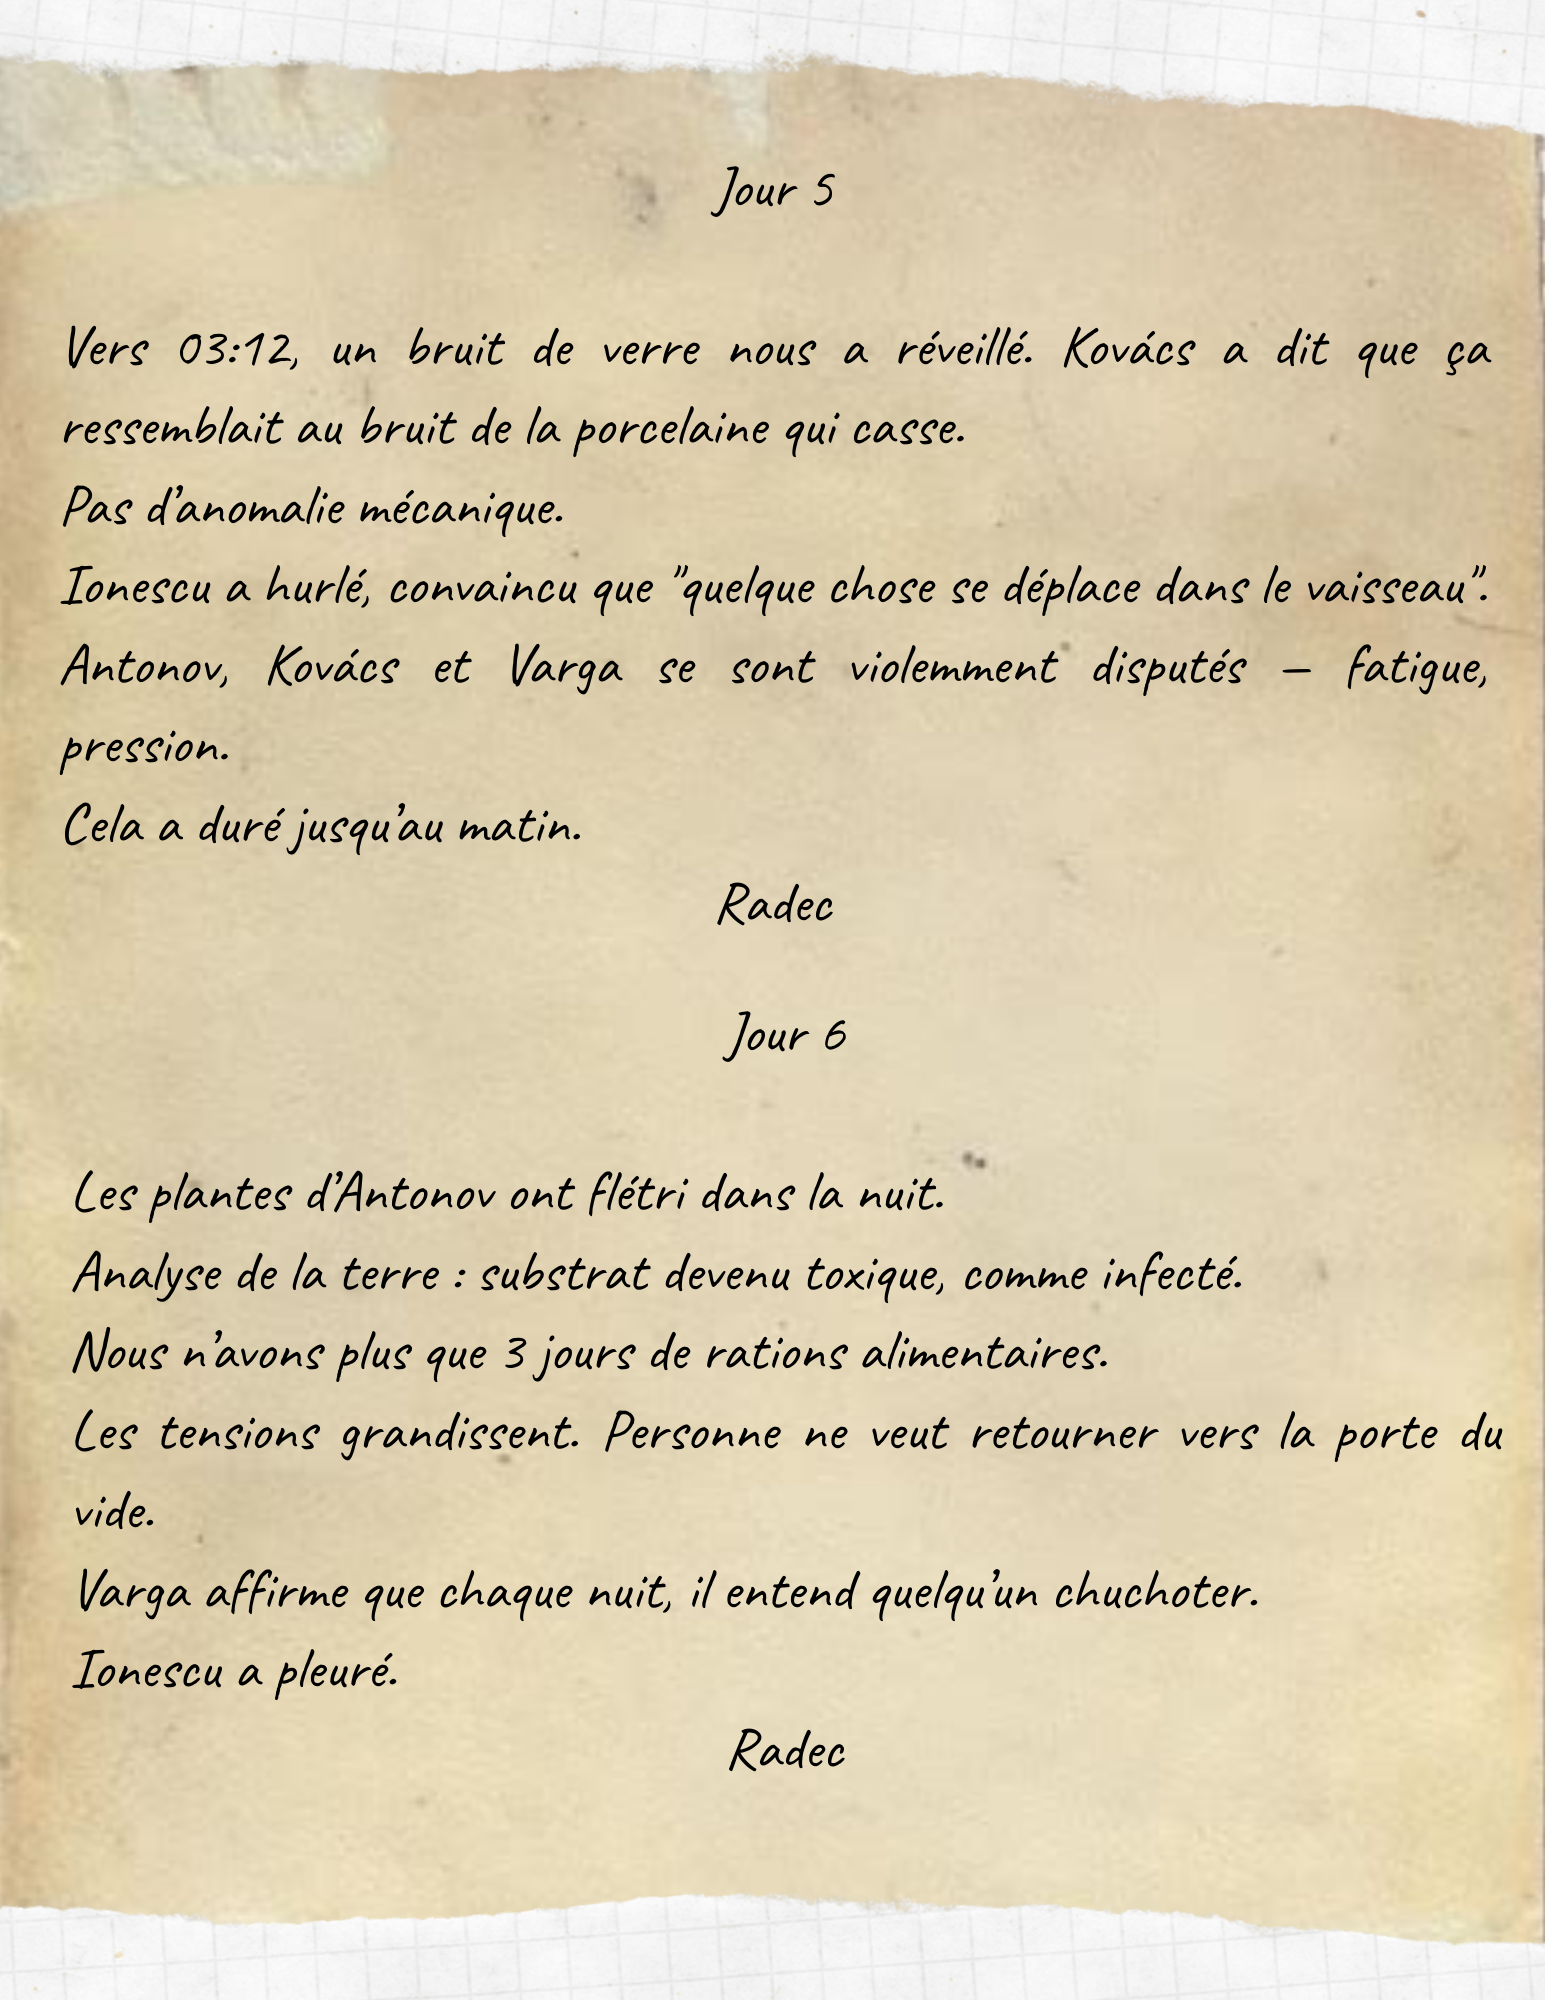 Jour 5
Vers 03:12, un bruit de verre nous a réveillé. Kovács a dit que ça
ressemblait au bruit de la porcelaine qui casse.
Pas d’anomalie mécanique.
Ionescu a hurlé, convaincu que "quelque chose se déplace dans le vaisseau".
Antonov, Kovács et Varga se sont violemment disputés – fatigue,
pression.
Cela a duré jusqu’au matin.
Radec
Jour 6
Les plantes d’Antonov ont flétri dans la nuit.
Analyse de la terre : substrat devenu toxique, comme infecté.
Nous n’avons plus que 3 jours de rations alimentaires.
Les tensions grandissent. Personne ne veut retourner vers la porte du
vide.
Varga affirme que chaque nuit, il entend quelqu’un chuchoter.
Ionescu a pleuré.
Radec